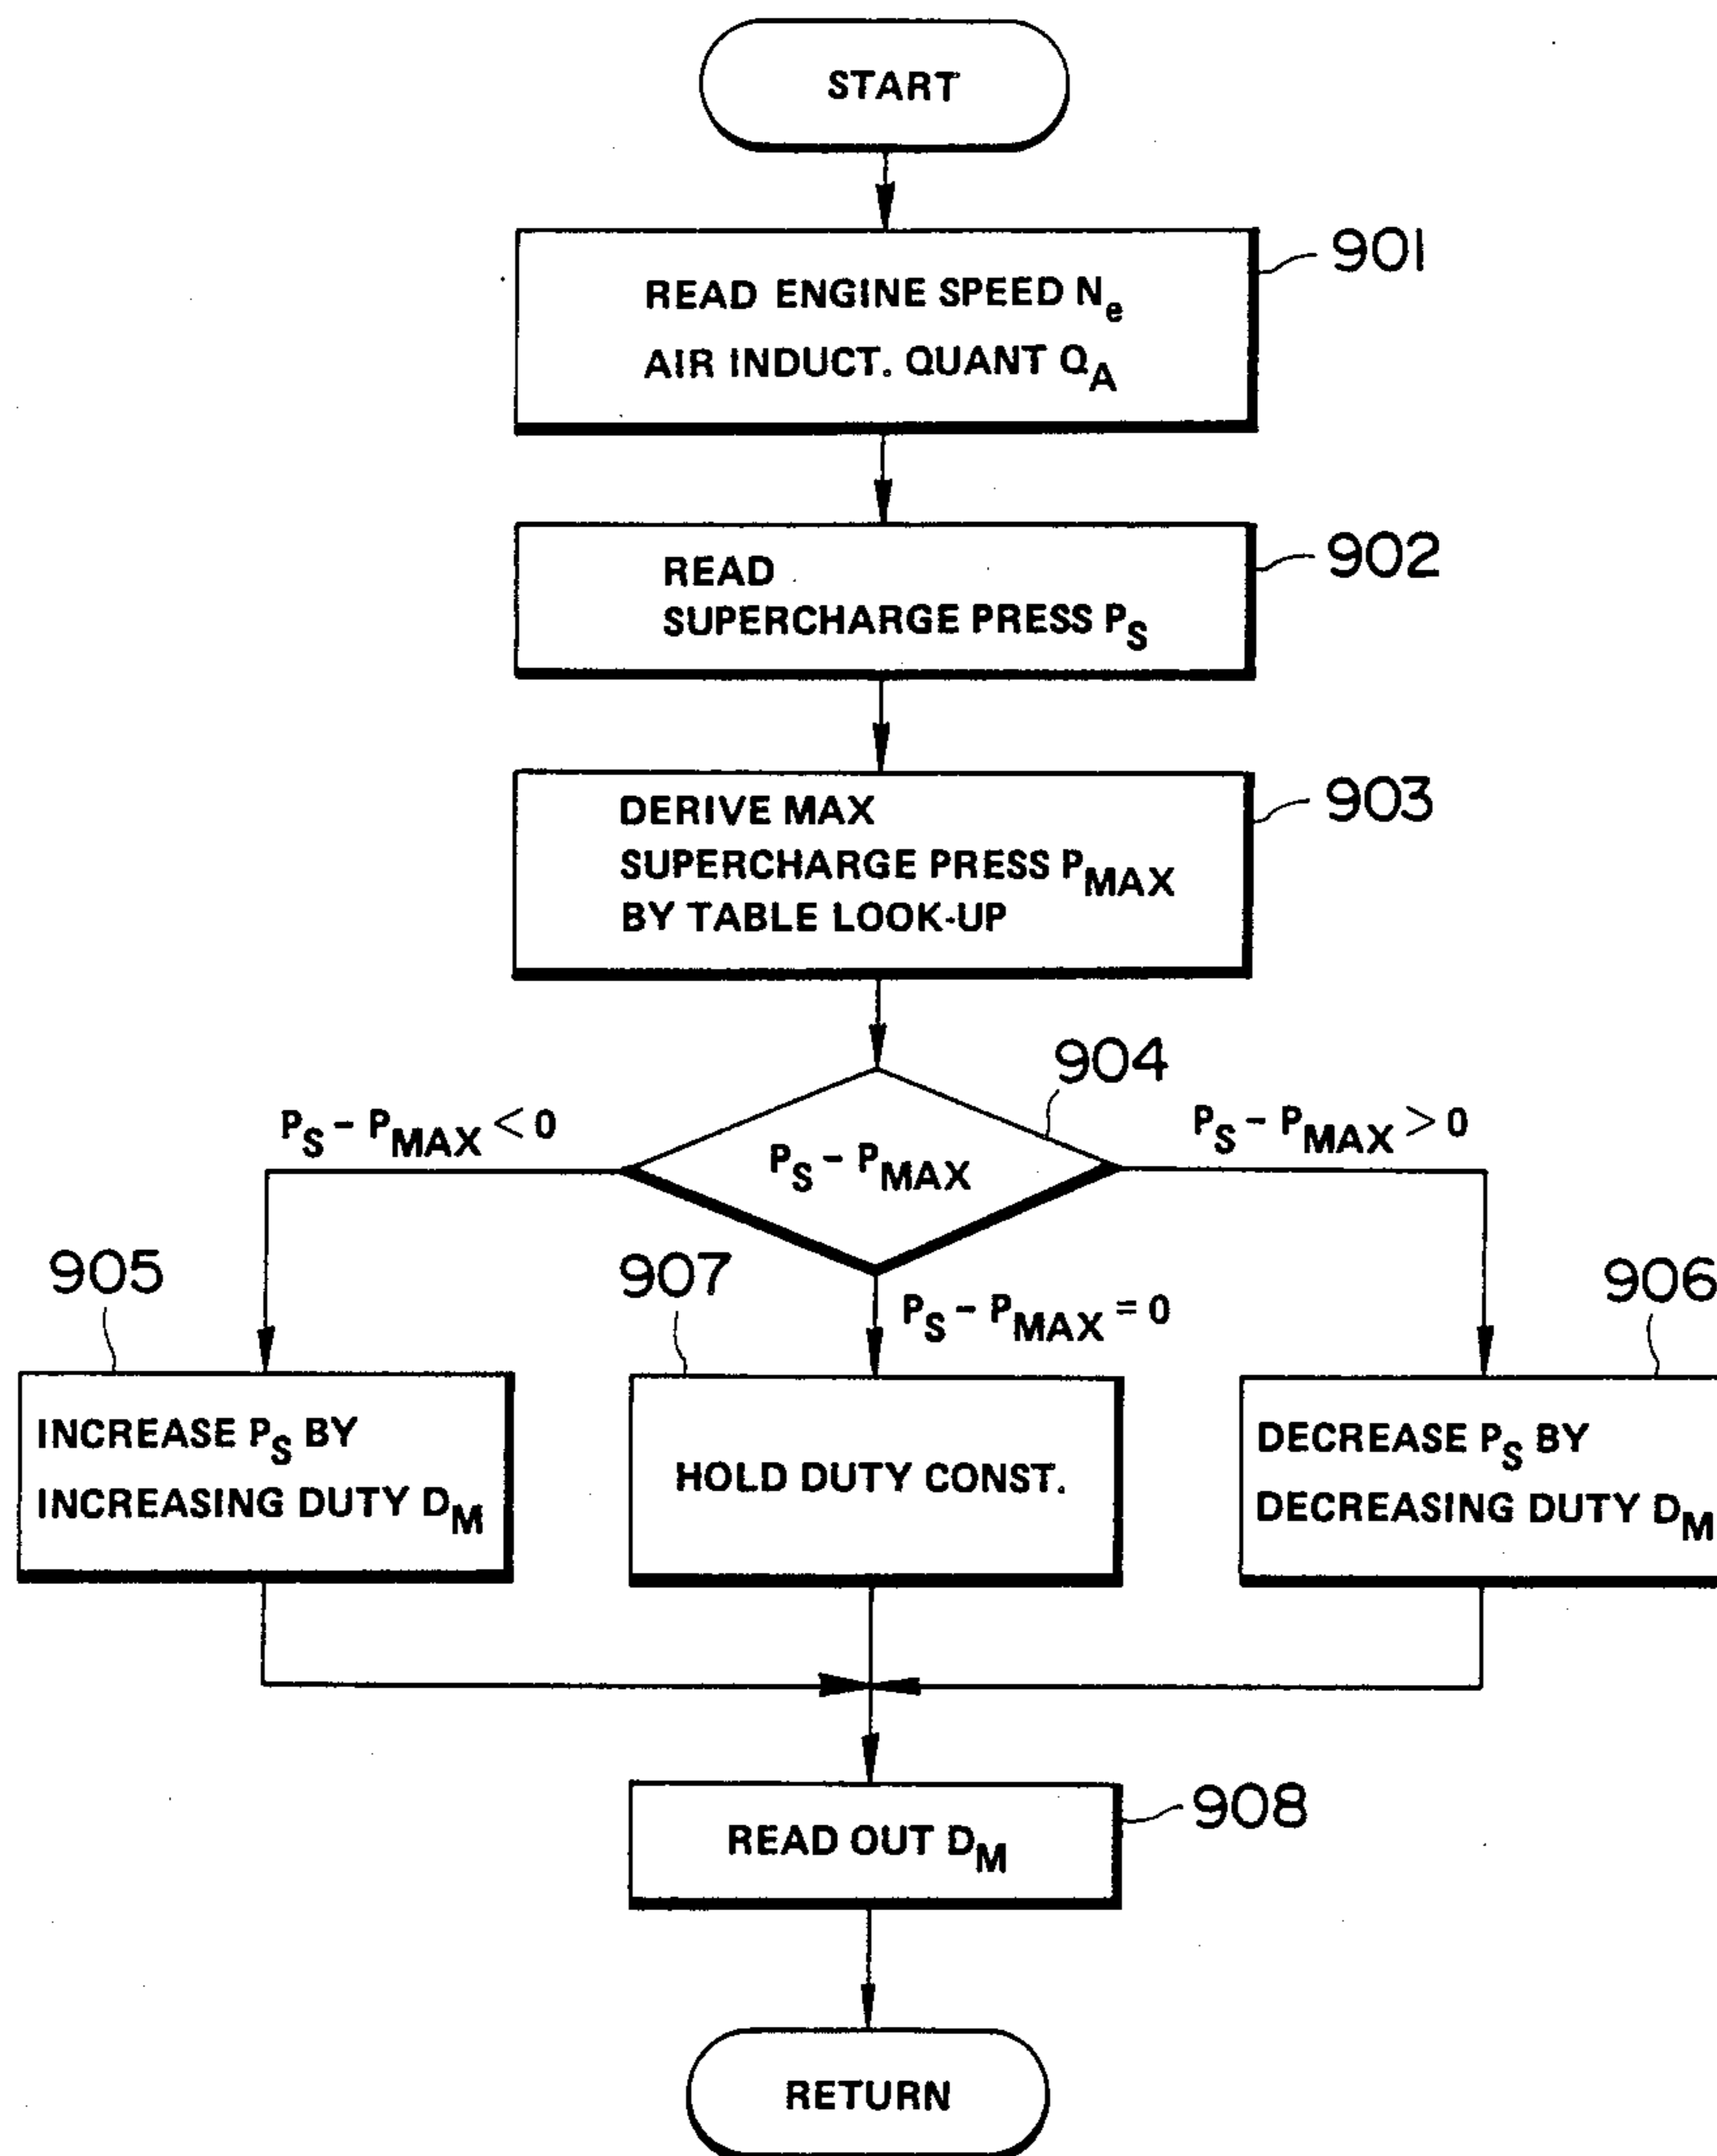 START
901
READ ENGINE SPEED Ne
AIR INDUCT. QUANT QA
902
READ
SUPERCHARGE PRESS PS
903
DERIVE MAX
SUPERCHARGE PRESS PMAX
BY TABLE LOOK-UP
904
PS - PMAX < 0
PS - PMAX
PS - PMAX > 0
905
907
PS - PMAX = 0
906
INCREASE PS BY
INCREASING DUTY DM
HOLD DUTY CONST.
DECREASE PS BY
DECREASING DUTY DM
908
READ OUT DM
RETURN